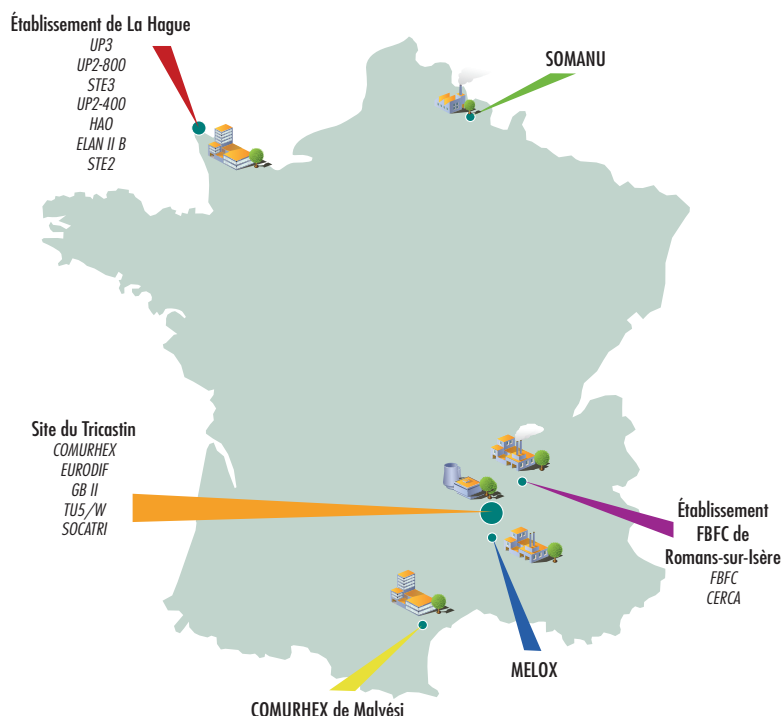 Établissement de La Hague
UP3
UP2-800
STE3
UP2-400
HAO
ELAN II B
STE2
SOMANU
Site du Tricastin
COMURHEX
EURODIF
GB II
TU5/W
SOCATRI
Établissement
FBFC de
Romans-sur-Isère
FBFC
CERCA
MELOX
COMURHEX de Malvési